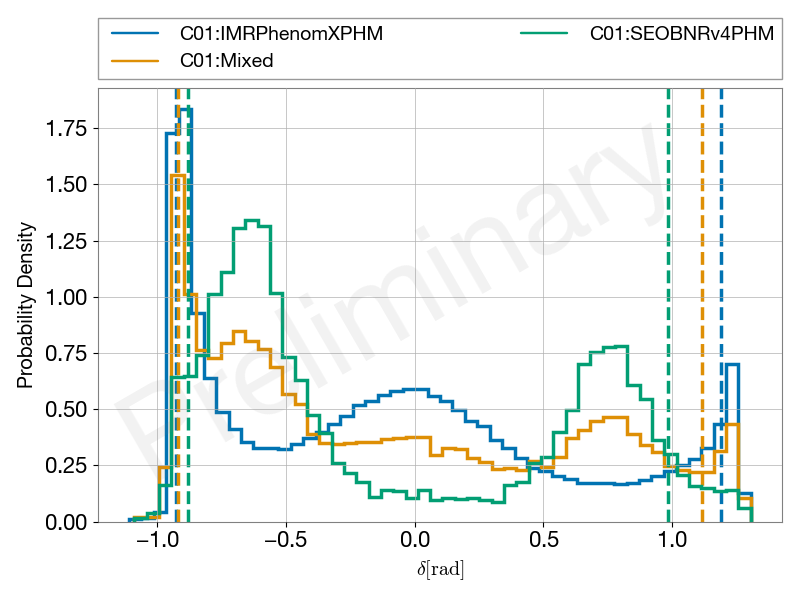 C01:IMRPhenomXPHM
C01:Mixed
C01:SEOBNRv4PHM
Preliminary
Probability Density
1.75
1.50
1.25
1.00
0.75
0.50
0.25
0.00
−1.0 −0.5 0.0 0.5 1.0
δ[rad]